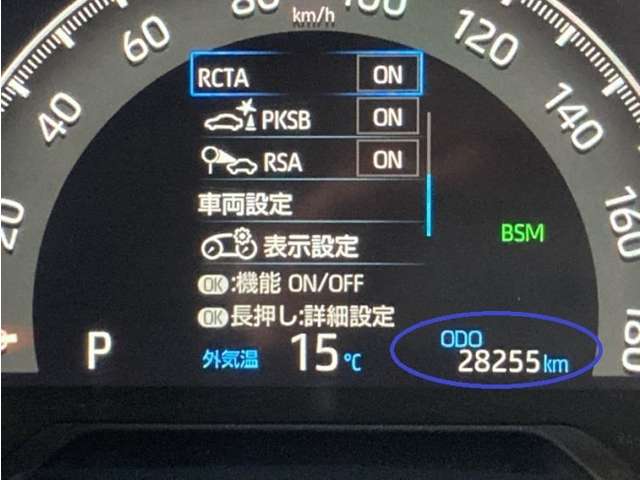 km/h
20
40
60
80
100
120
140
160
180
RCTA ON
PKSB ON
RSA ON
車両設定
表示設定
BSM
OK:機能 ON/OFF
OK長押し:詳細設定
P
外気温 15℃
ODO
28255km